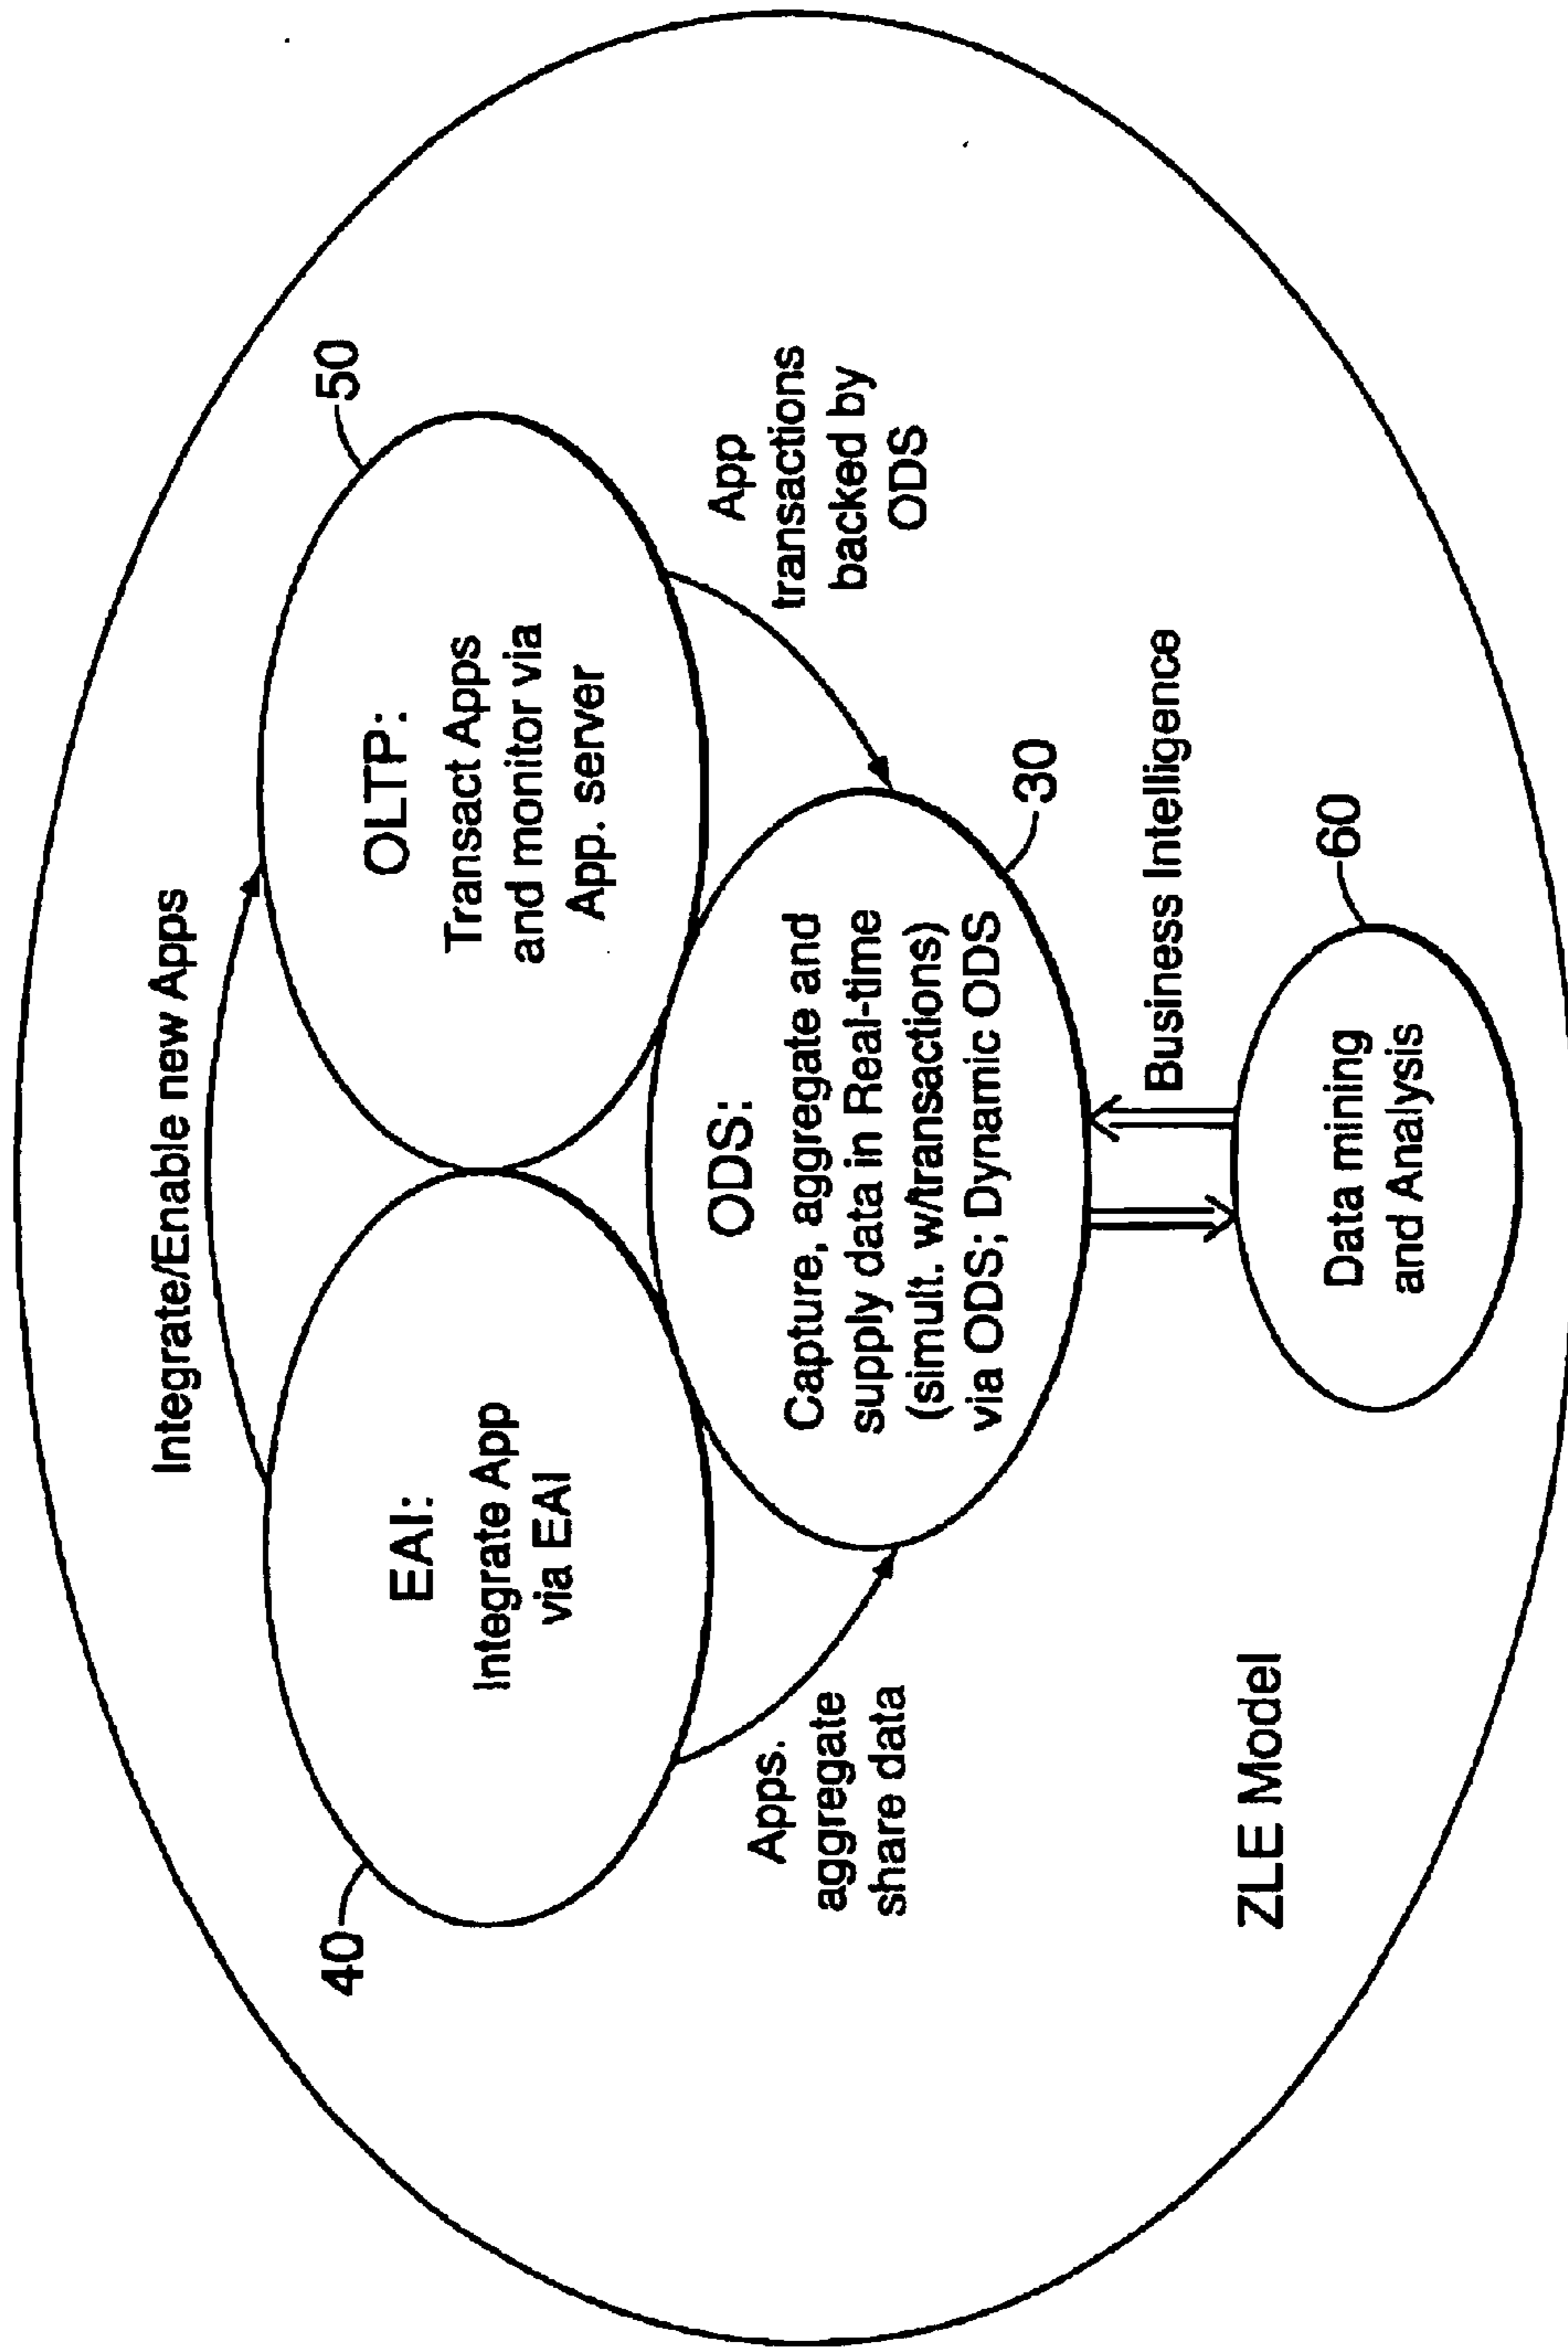 Integrate/Enable new Apps
40
EAI:
Integrate App
via EAI
50
OLTP:
Transact Apps
and monitor via
App. server
Apps.
aggregate
share data
App
transactions
backed by
ODS
ODS:
Capture, aggregate and
supply data in Real-time
(simult. w/transactions)
via ODS; Dynamic ODS
30
Business Intelligence
60
Data mining
and Analysis
ZLE Model